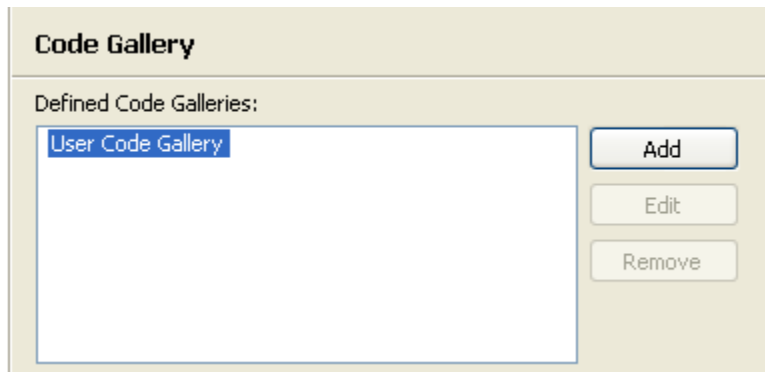 Code Gallery
Defined Code Galleries:
User Code Gallery
Add
Edit
Remove